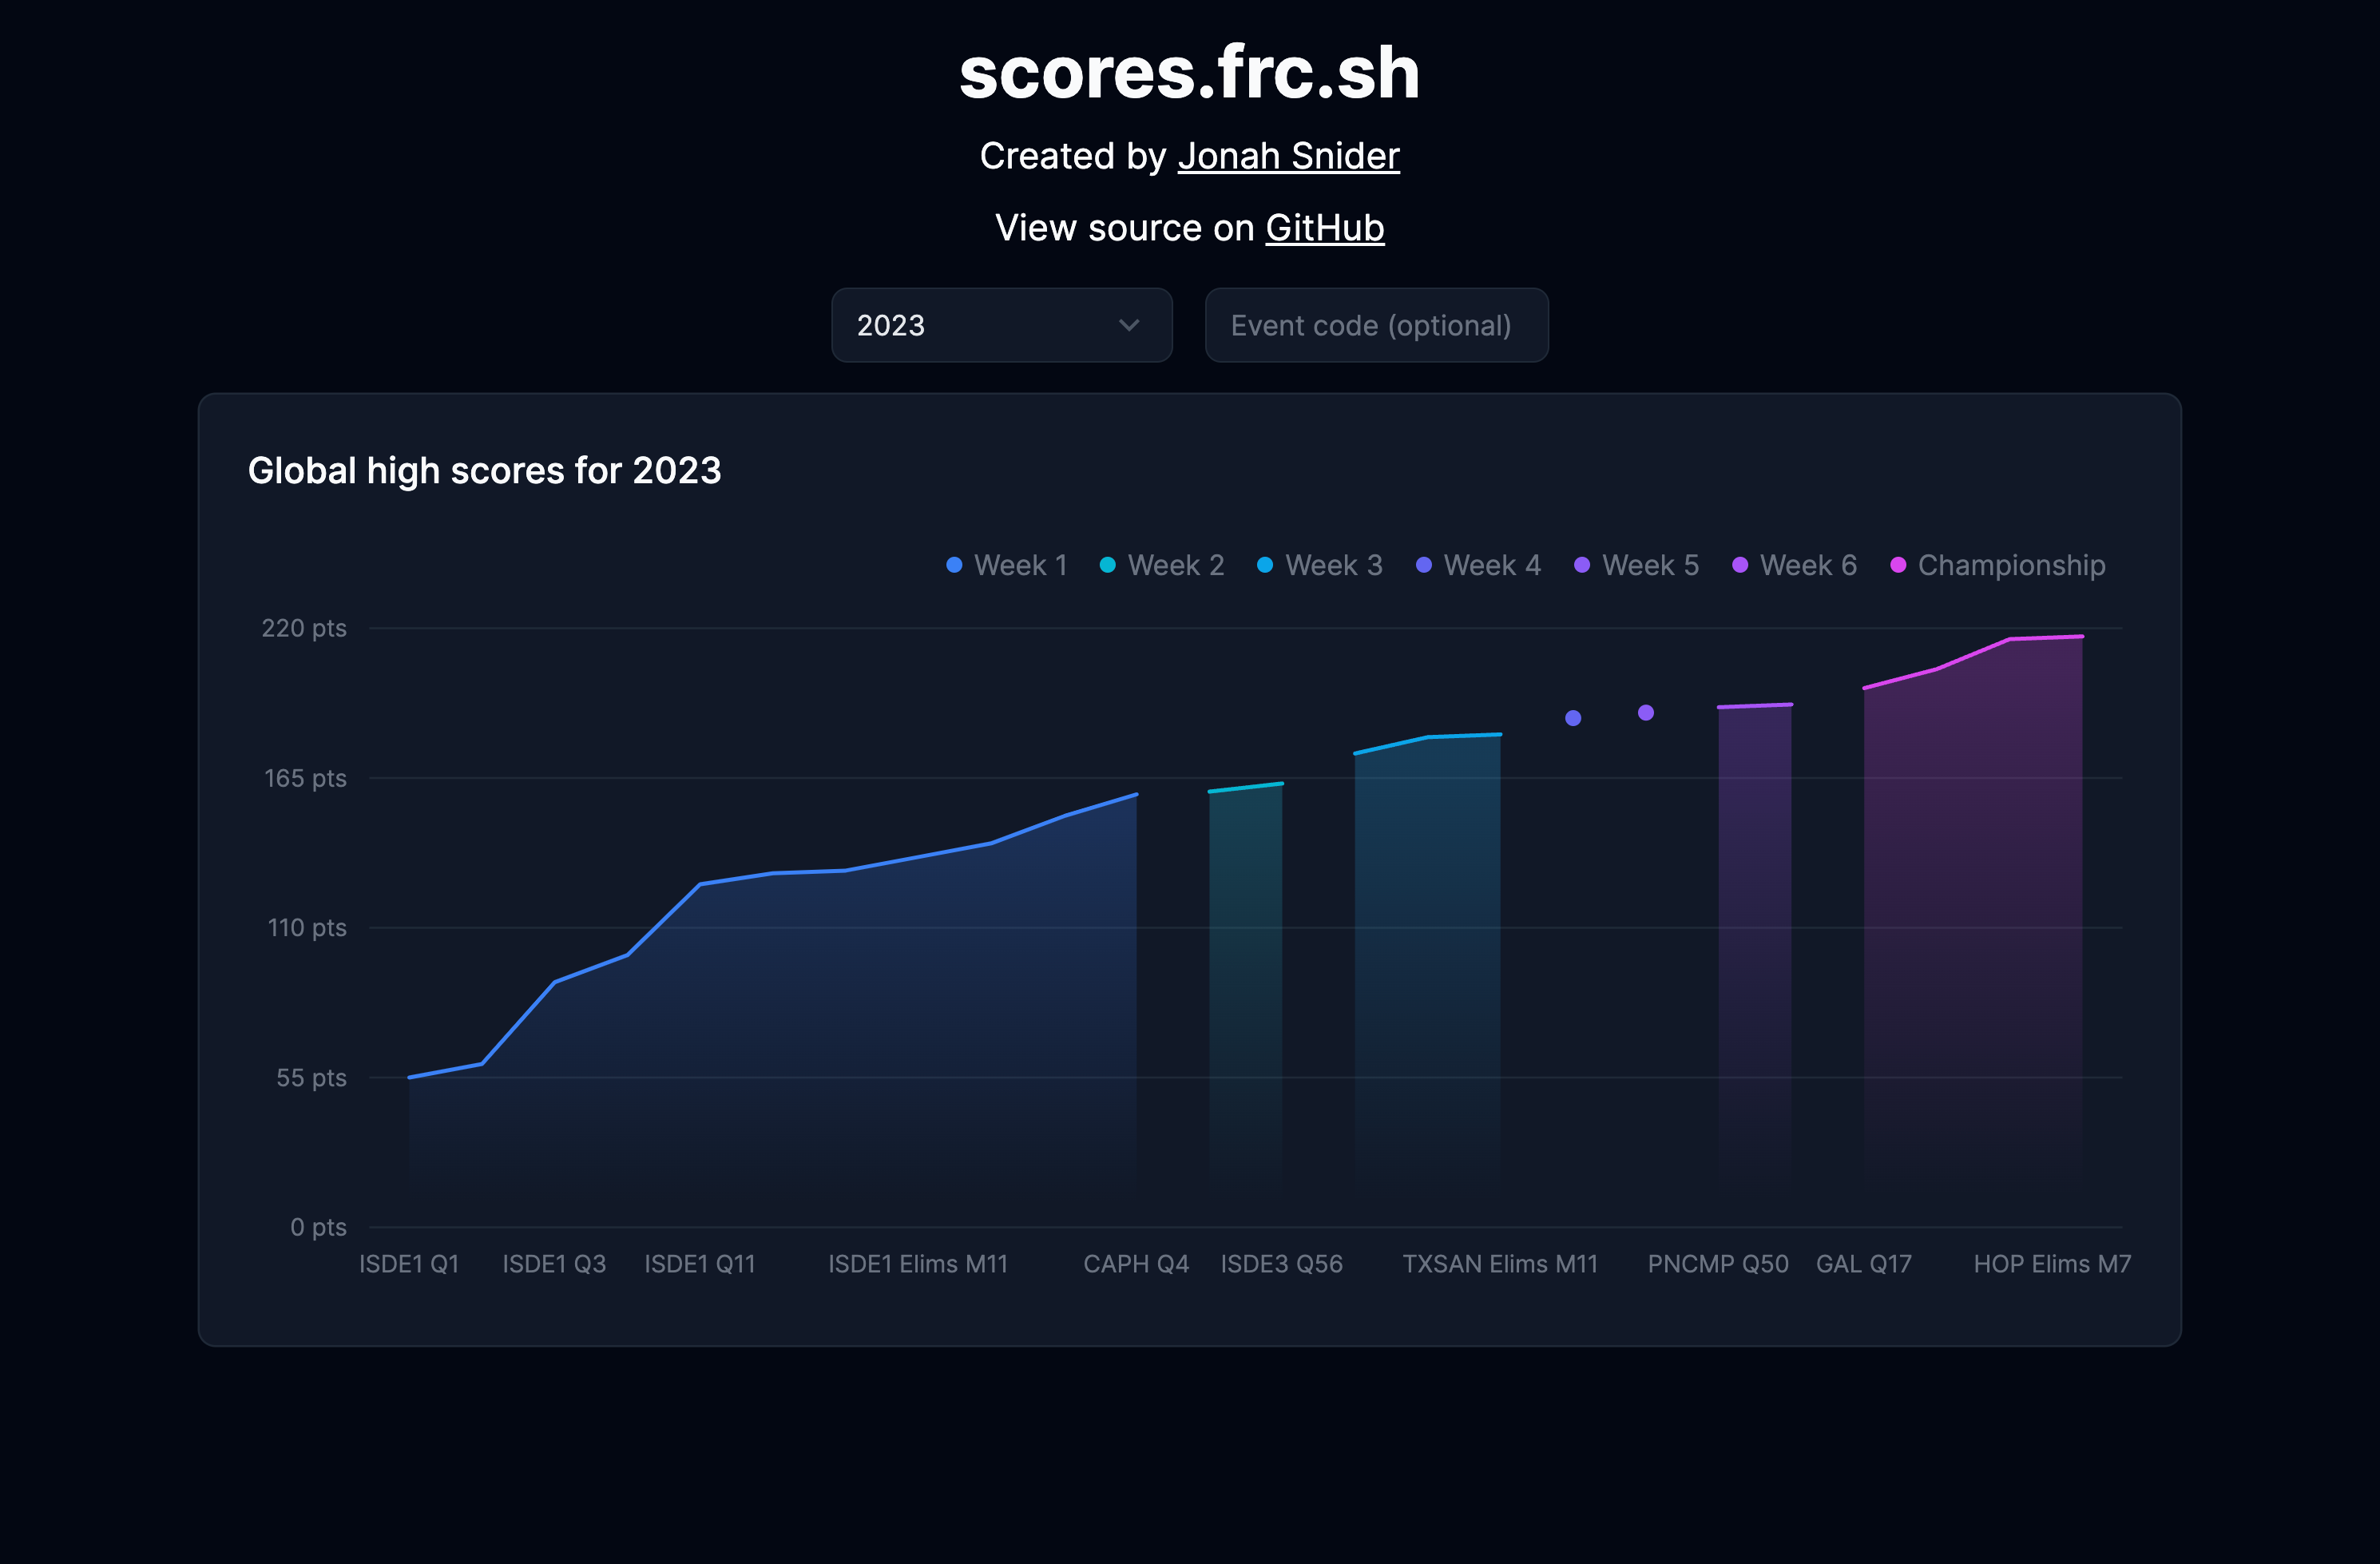 scores.frc.sh
Created by Jonah Snider
View source on GitHub
2023
Event code (optional)
Global high scores for 2023
Week 1
Week 2
Week 3
Week 4
Week 5
Week 6
Championship
220 pts
165 pts
110 pts
55 pts
0 pts
ISDE1 Q1
ISDE1 Q3
ISDE1 Q11
ISDE1 Elims M11
CAPH Q4
ISDE3 Q56
TXSAN Elims M11
PNCMP Q50
GAL Q17
HOP Elims M7